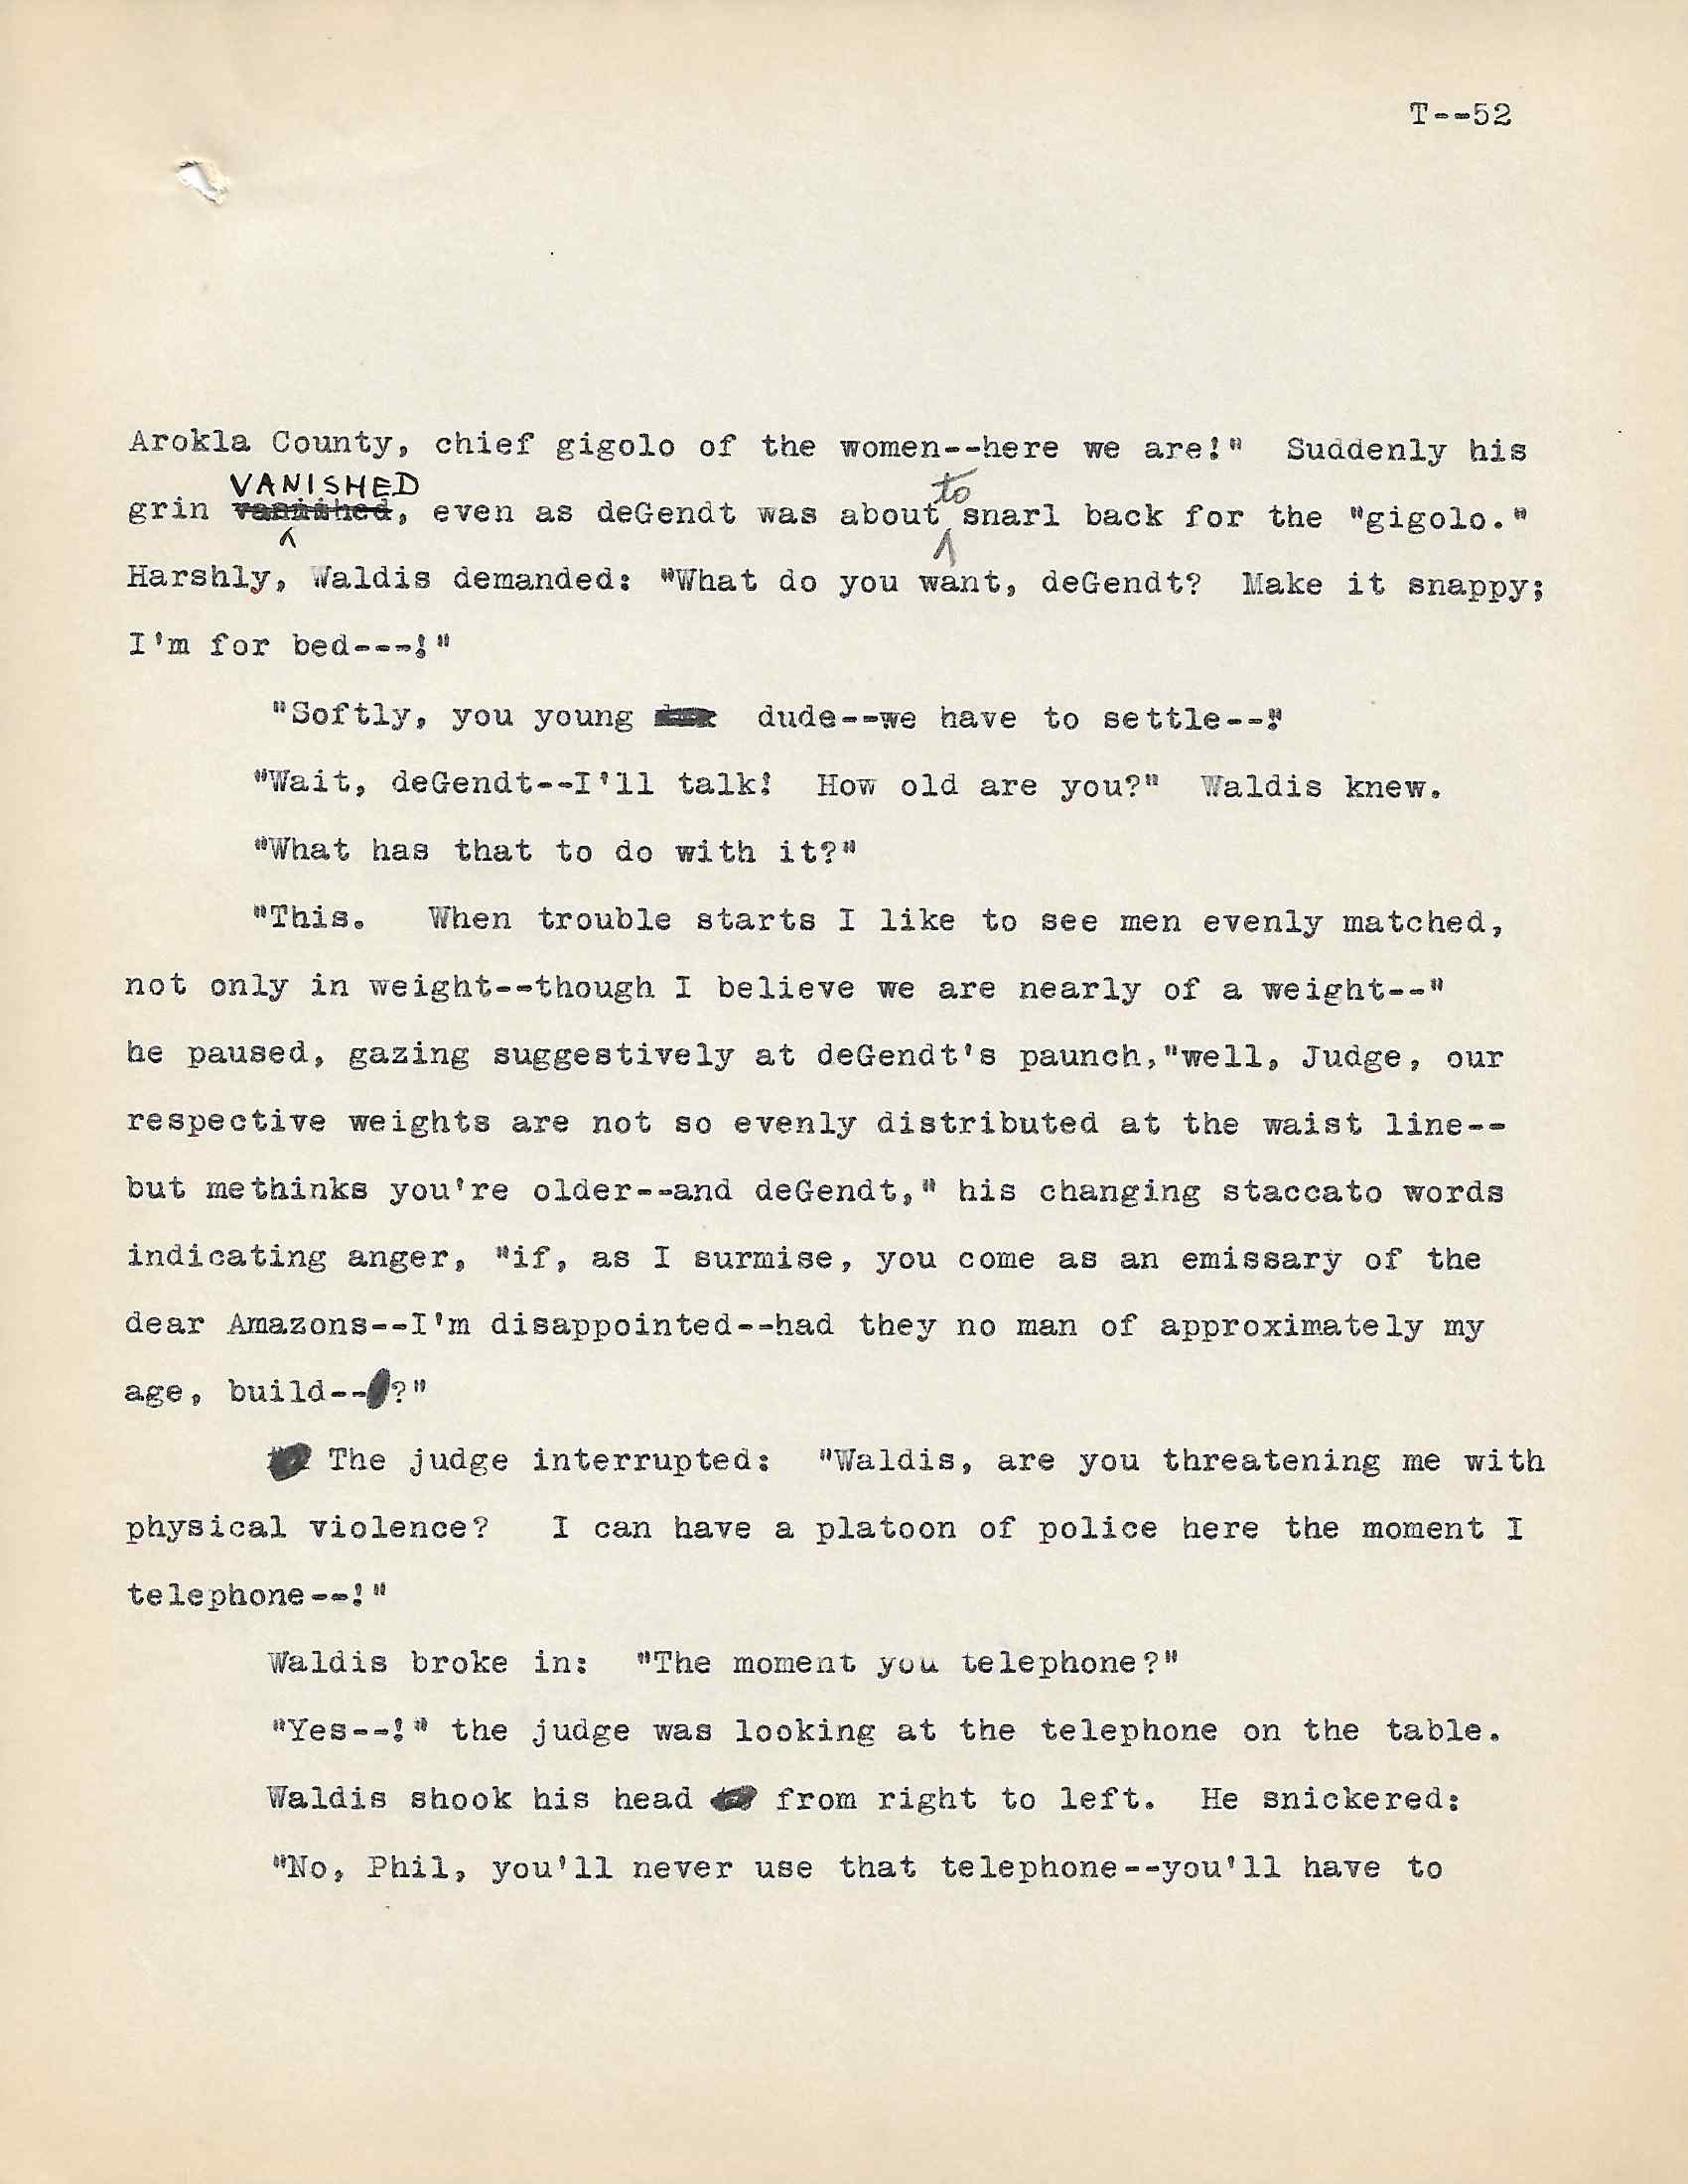 T--52
Arokla County, chief gigolo of the women--here we are!" Suddenly his
grin VANISHED, even as deGendt was about to snarl back for the "gigolo."
Harshly, Waldis demanded: "What do you want, deGendt? Make it snappy;
I'm for bed---!"
"Softly, you young dude--we have to settle--!"
"Wait, deGendt--I'll talk! How old are you?" Waldis knew.
"What has that to do with it?"
"This. When trouble starts I like to see men evenly matched,
not only in weight--though I believe we are nearly of a weight--"
he paused, gazing suggestively at deGendt's paunch,"well, Judge, our
respective weights are not so evenly distributed at the waist line--
but methinks you're older--and deGendt," his changing staccato words
indicating anger, "if, as I surmise, you come as an emissary of the
dear Amazons--I'm disappointed--had they no man of approximately my
age, build--?"
The judge interrupted: "Waldis, are you threatening me with
physical violence? I can have a platoon of police here the moment I
telephone--!"
Waldis broke in: "The moment you telephone?"
"Yes--!" the judge was looking at the telephone on the table.
Waldis shook his head from right to left. He snickered:
"No, Phil, you'll never use that telephone--you'll have to